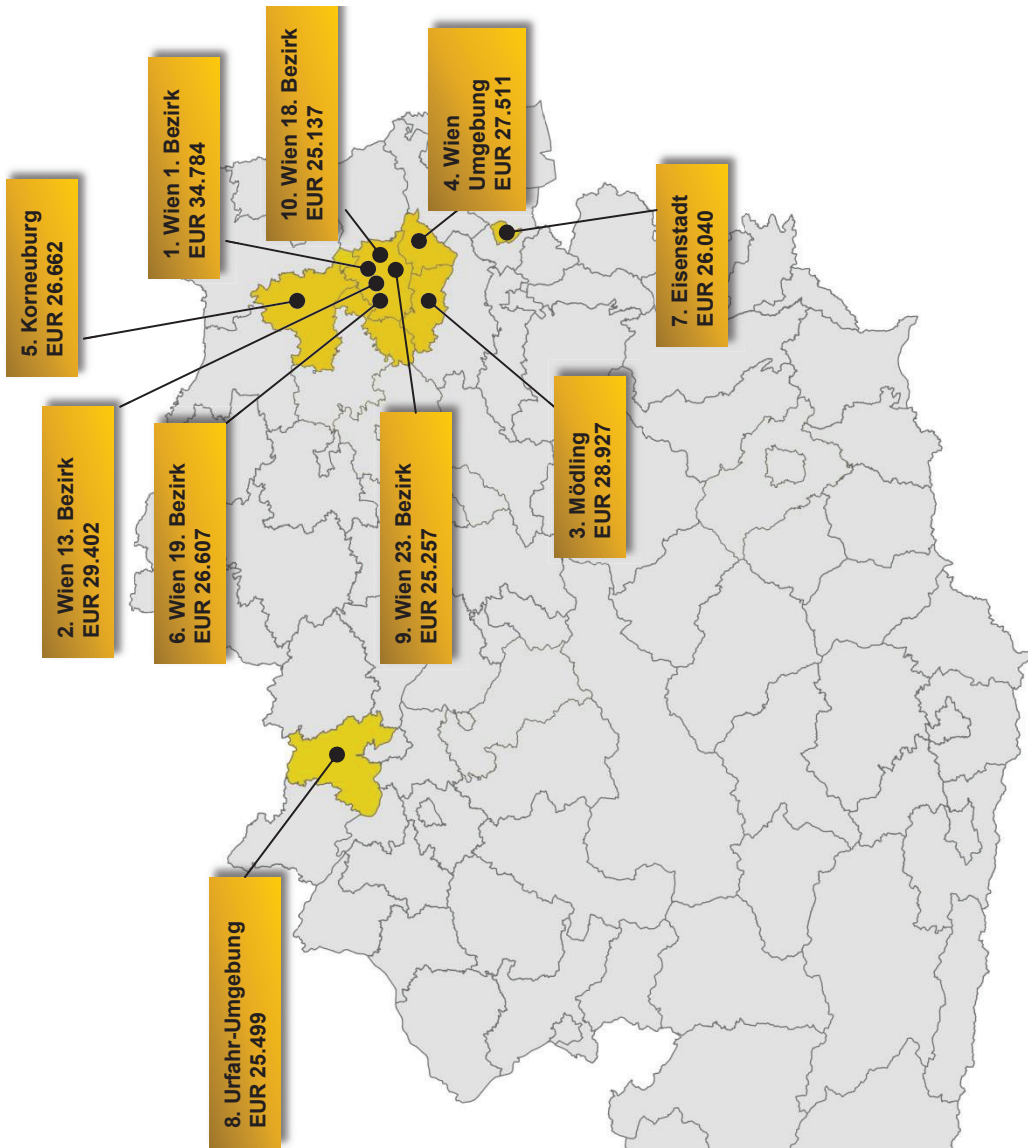 5. Korneuburg
EUR 26.662
1. Wien 1. Bezirk
EUR 34.784
10. Wien 18. Bezirk
EUR 25.137
4. Wien
Umgebung
EUR 27.511
7. Eisenstadt
EUR 26.040
2. Wien 13. Bezirk
EUR 29.402
6. Wien 19. Bezirk
EUR 26.607
9. Wien 23. Bezirk
EUR 25.257
3. Mödling
EUR 28.927
8. Urfahr-Umgebung
EUR 25.499